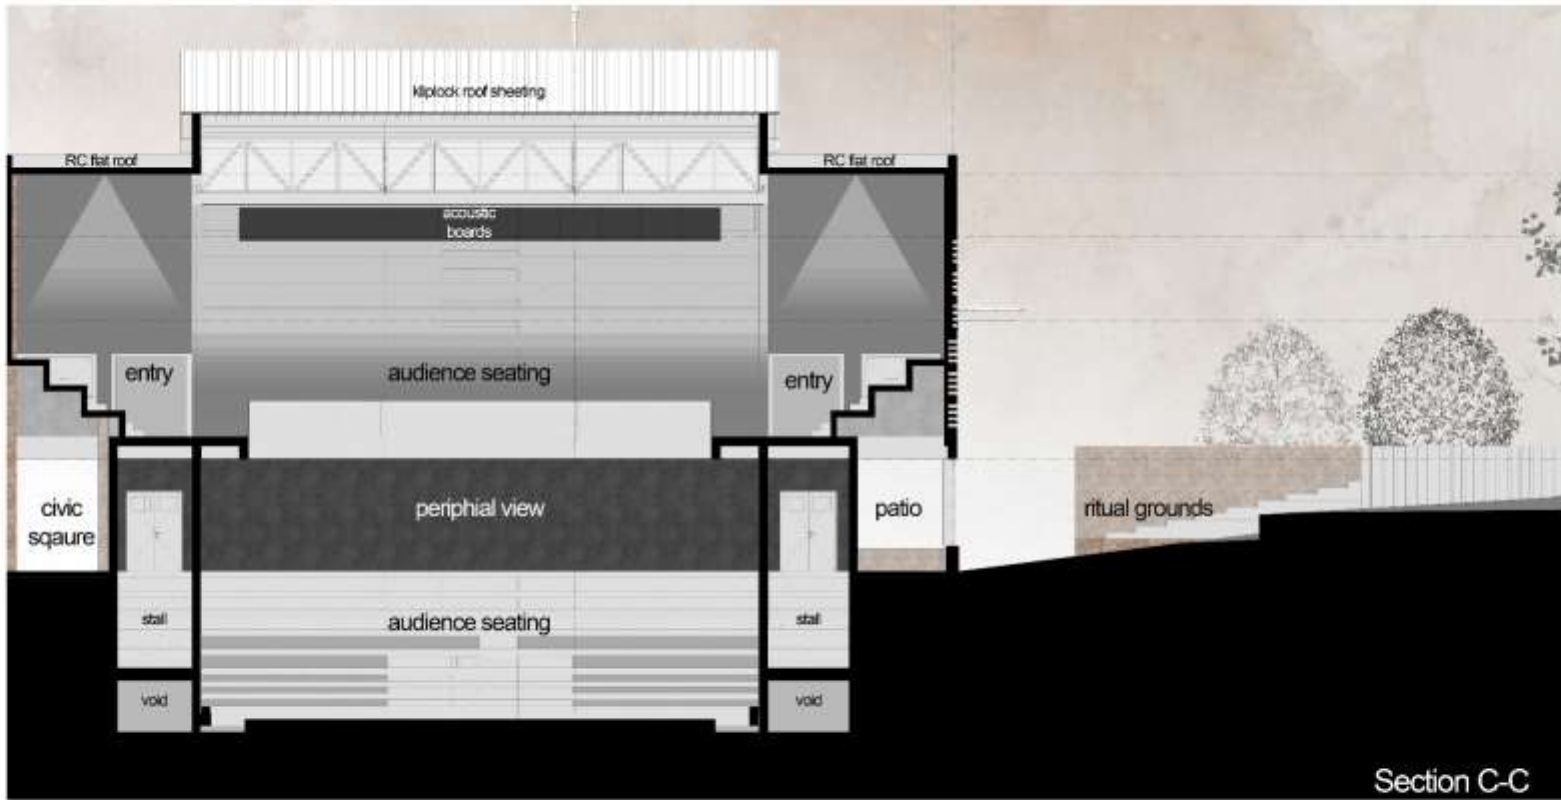 kliplock roof sheeting
RC flat roof
RC flat roof
acoustic
boards
entry
audience seating
entry
civic
sqaure
periphial view
patio
ritual grounds
stall
audience seating
stall
void
void
Section C-C